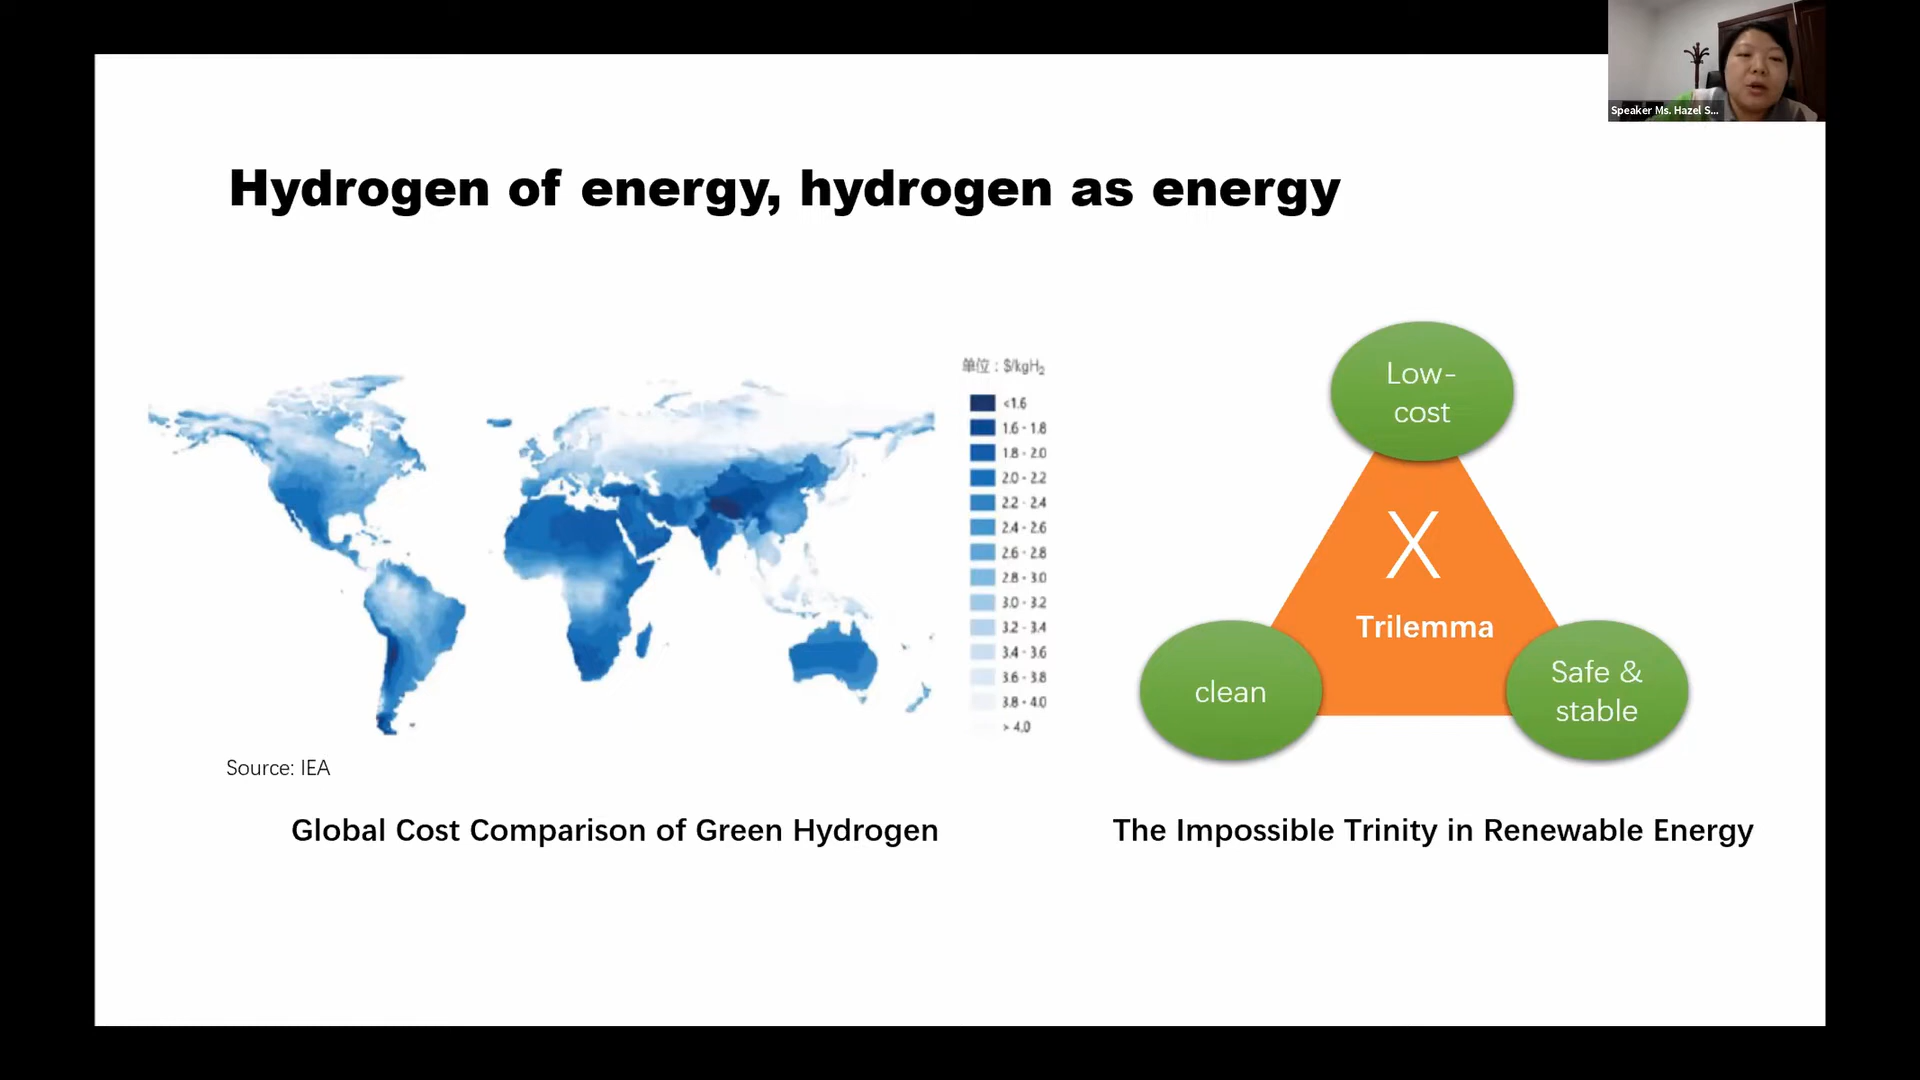 Speaker Ms. Hazel S...
Hydrogen of energy, hydrogen as energy
单位：$/kgH₂
<1.6
1.6 - 1.8
1.8 - 2.0
2.0 - 2.2
2.2 - 2.4
2.4 - 2.6
2.6 - 2.8
2.8 - 3.0
3.0 - 3.2
3.2 - 3.4
3.4 - 3.6
3.6 - 3.8
3.8 - 4.0
> 4.0
Source: IEA
Global Cost Comparison of Green Hydrogen
Low-
cost
X
Trilemma
clean
Safe &
stable
The Impossible Trinity in Renewable Energy